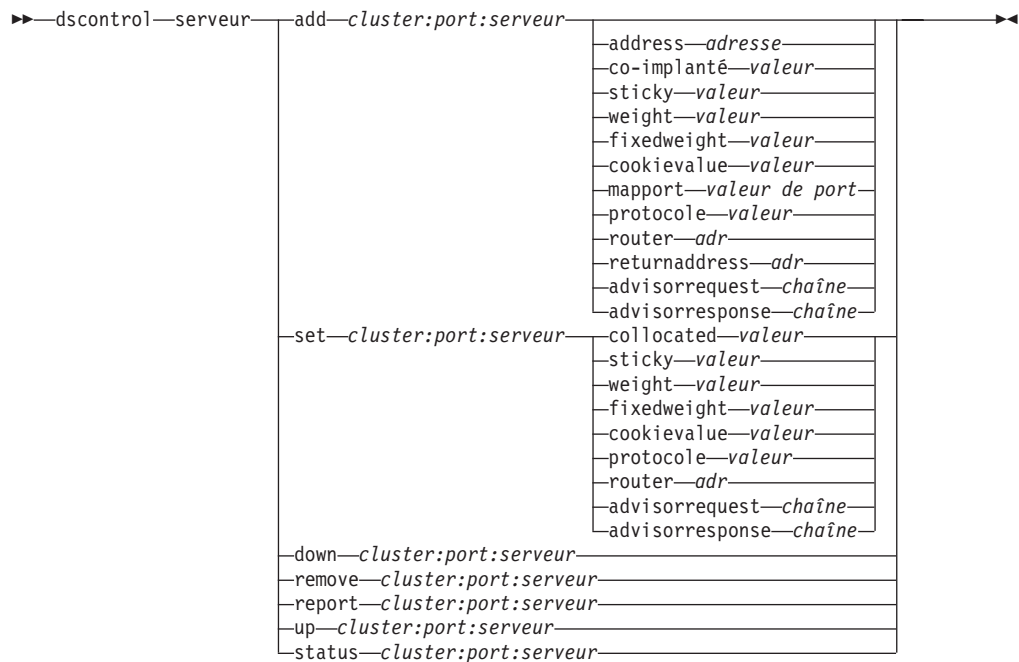 dscontrol serveur add cluster:port:serveur
address adresse
co-implanté valeur
sticky valeur
weight valeur
fixedweight valeur
cookievalue valeur
mapport valeur de port
protocole valeur
router adr
returnaddress adr
advisorrequest chaîne
advisorresponse chaîne
set cluster:port:serveur collocated valeur
sticky valeur
weight valeur
fixedweight valeur
cookievalue valeur
protocole valeur
router adr
advisorrequest chaîne
advisorresponse chaîne
down cluster:port:serveur
remove cluster:port:serveur
report cluster:port:serveur
up cluster:port:serveur
status cluster:port:serveur